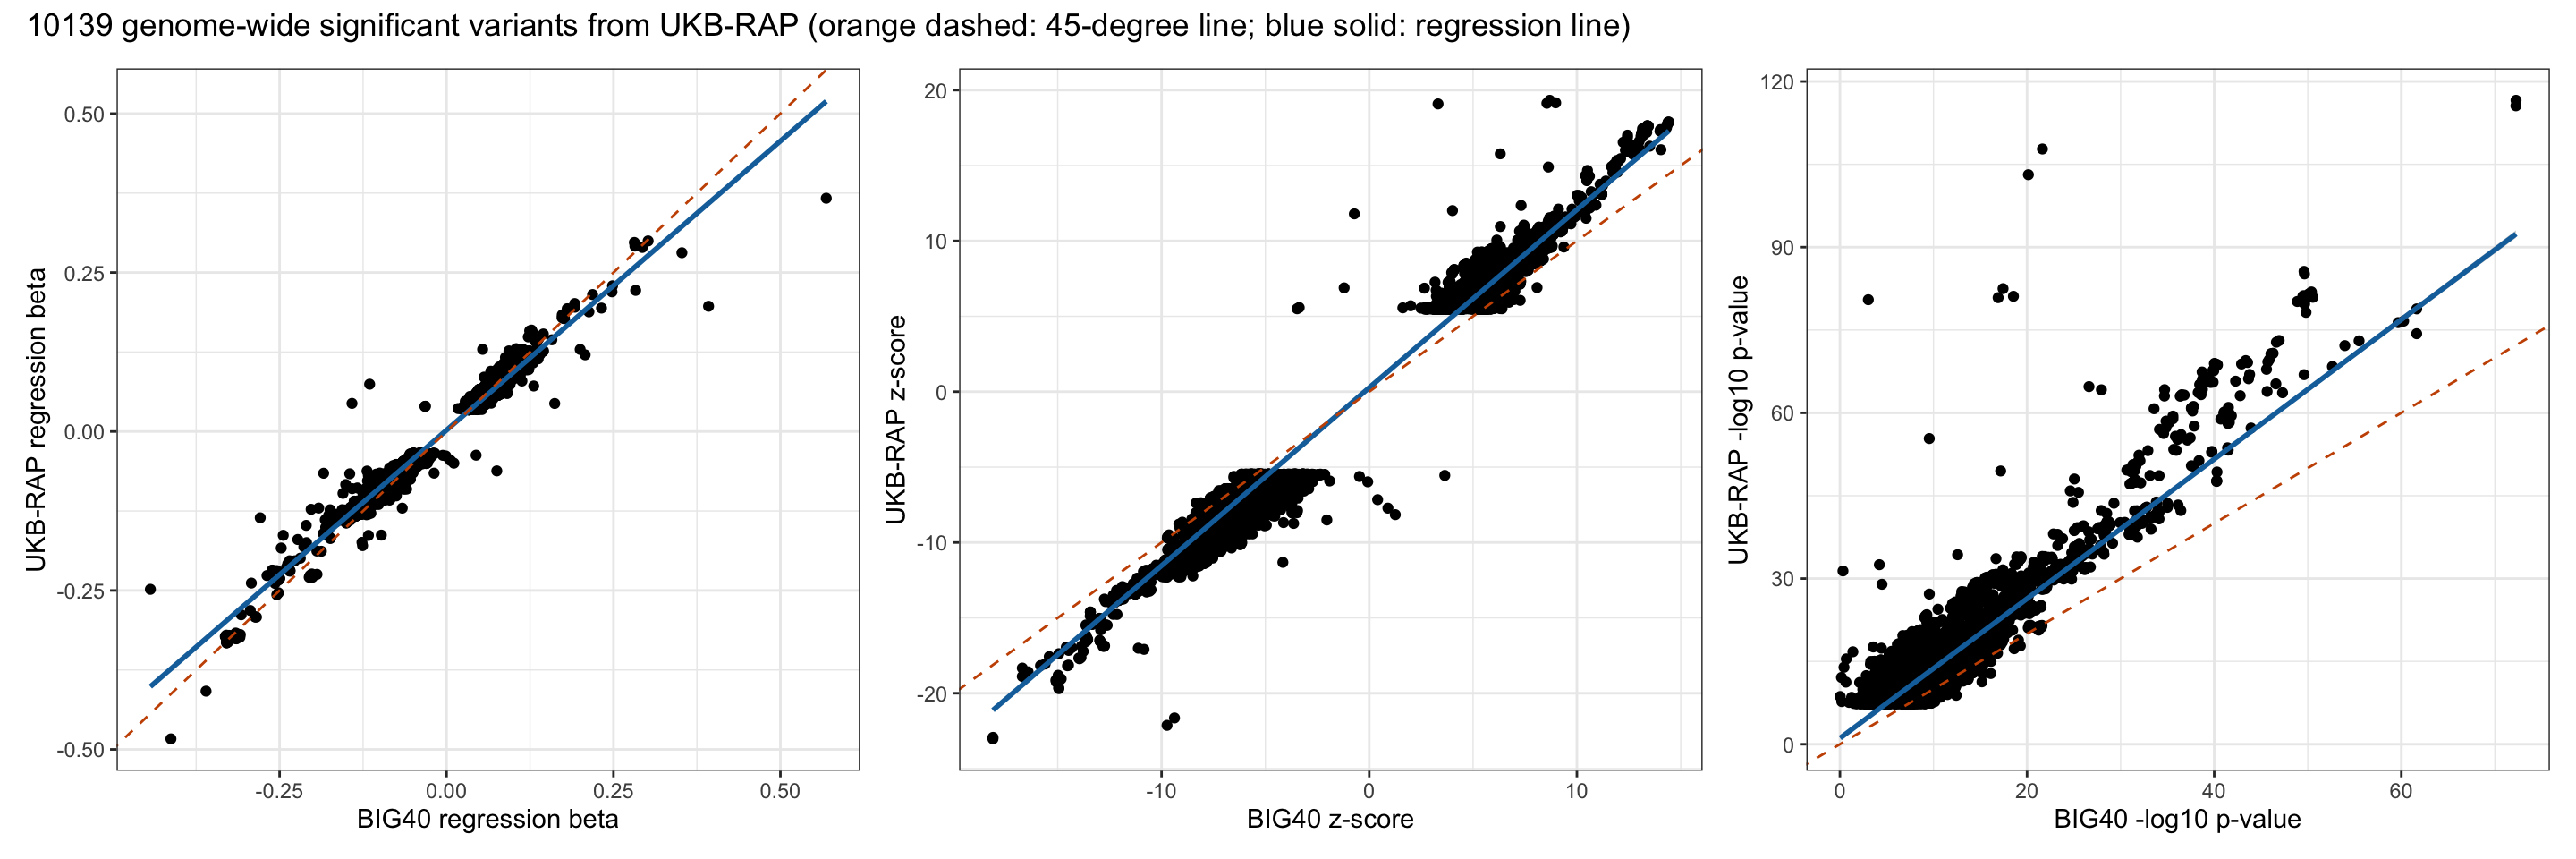 10139 genome-wide significant variants from UKB-RAP (orange dashed: 45-degree line; blue solid: regression line)
UKB-RAP regression beta
0.50
0.25
0.00
-0.25
-0.50
-0.25 0.00 0.25 0.50
BIG40 regression beta
UKB-RAP z-score
20
10
0
-10
-20
-10 0 10
BIG40 z-score
UKB-RAP -log10 p-value
120
90
60
30
0
0 20 40 60
BIG40 -log10 p-value